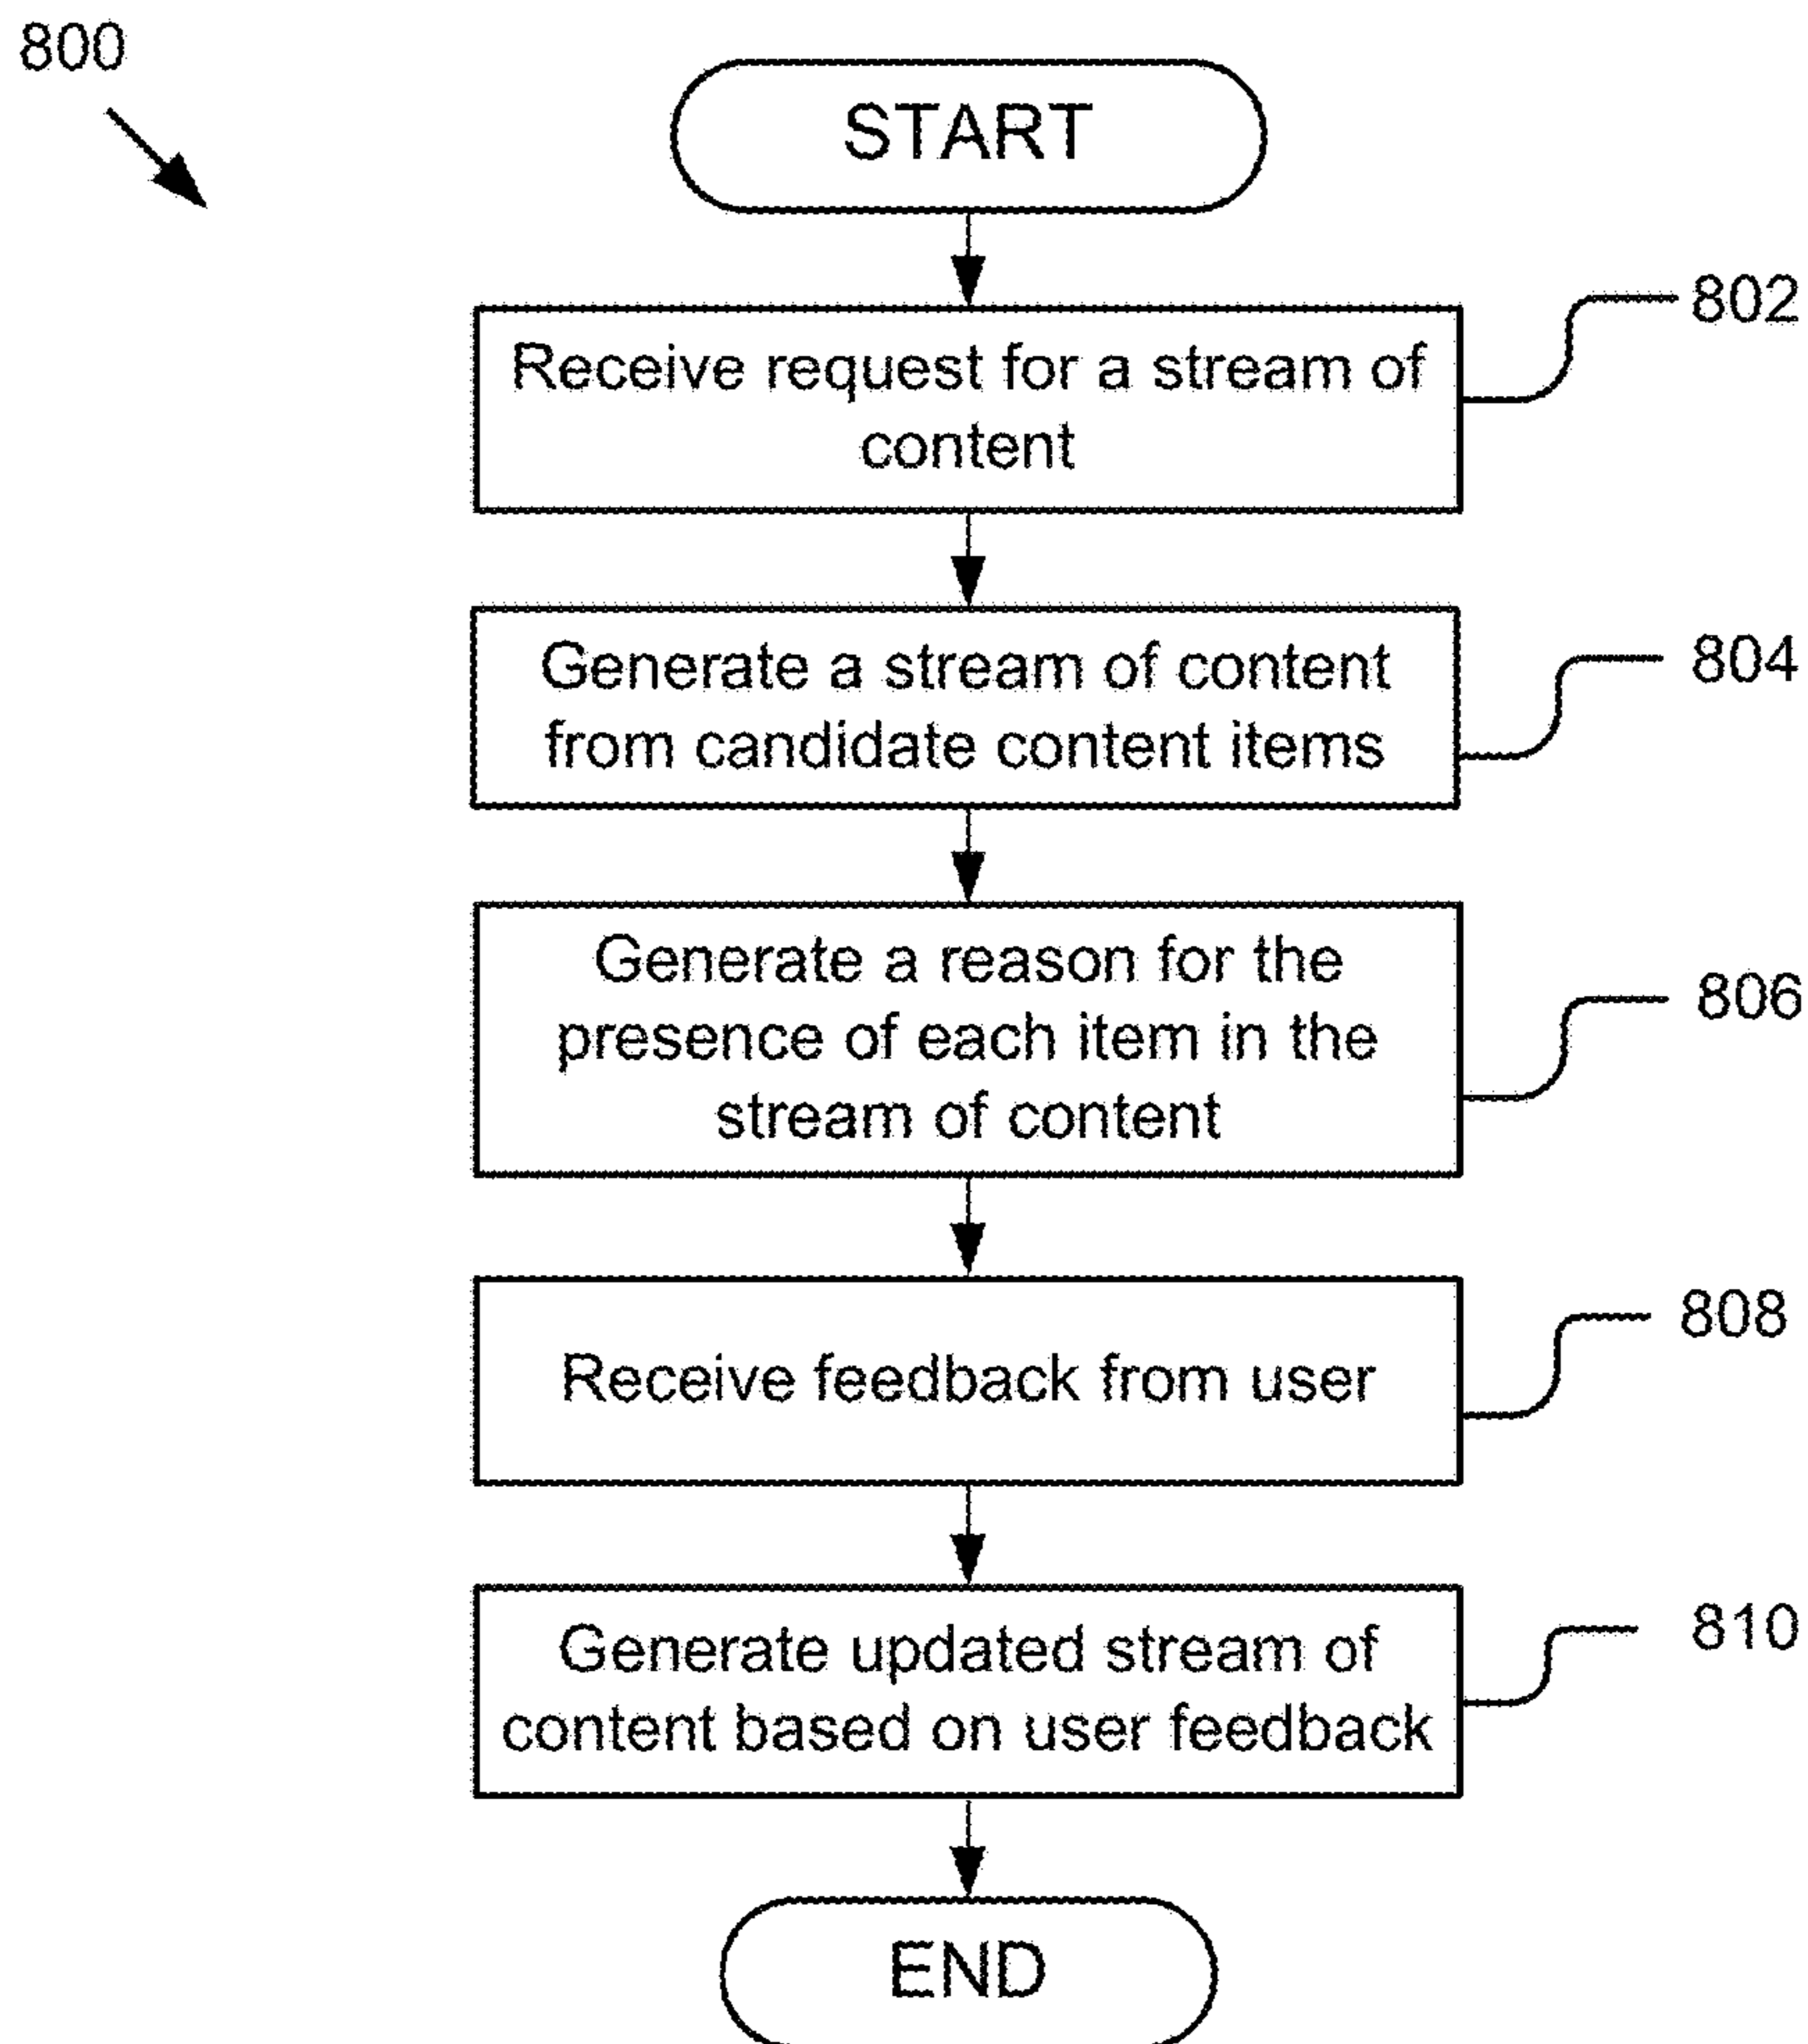 800
START
802
Receive request for a stream of
content
804
Generate a stream of content
from candidate content items
806
Generate a reason for the
presence of each item in the
stream of content
808
Receive feedback from user
810
Generate updated stream of
content based on user feedback
END